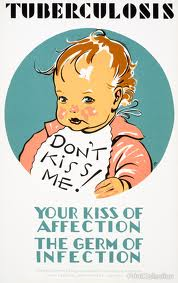 TUBERCULOSIS
DON'T
KISS
ME!
YOUR KISS OF
AFFECTION
THE GERM OF
INFECTION